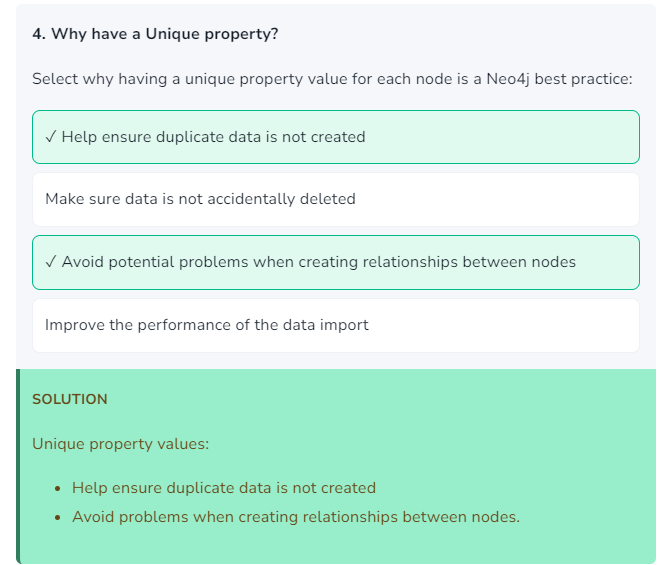 4. Why have a Unique property?
Select why having a unique property value for each node is a Neo4j best practice:
✓ Help ensure duplicate data is not created
Make sure data is not accidentally deleted
✓ Avoid potential problems when creating relationships between nodes
Improve the performance of the data import
SOLUTION
Unique property values:
• Help ensure duplicate data is not created
• Avoid problems when creating relationships between nodes.